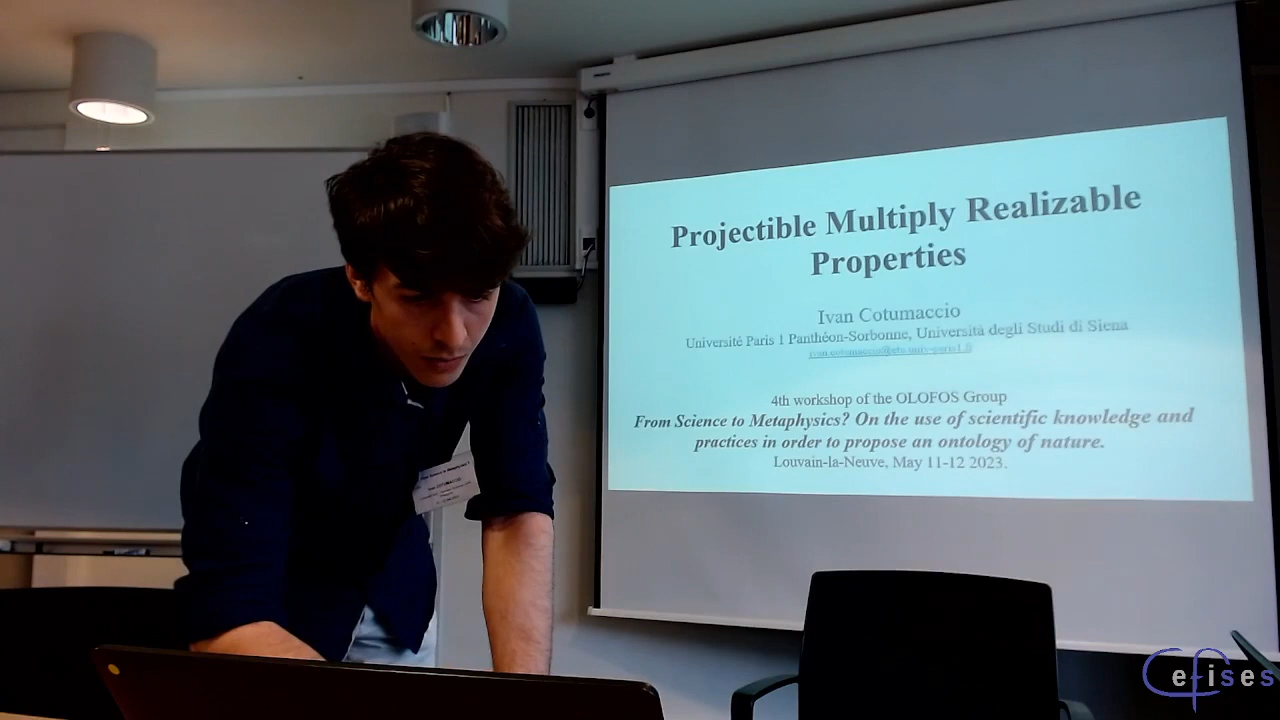 Projectible Multiply Realizable
Properties
Ivan Cotumaccio
Université Paris 1 Panthéon-Sorbonne, Università degli Studi di Siena
4th workshop of the OLOFOS Group
From Science to Metaphysics? On the use of scientific knowledge and
practices in order to propose an ontology of nature.
Louvain-la-Neuve, May 11-12 2023.
Cefises